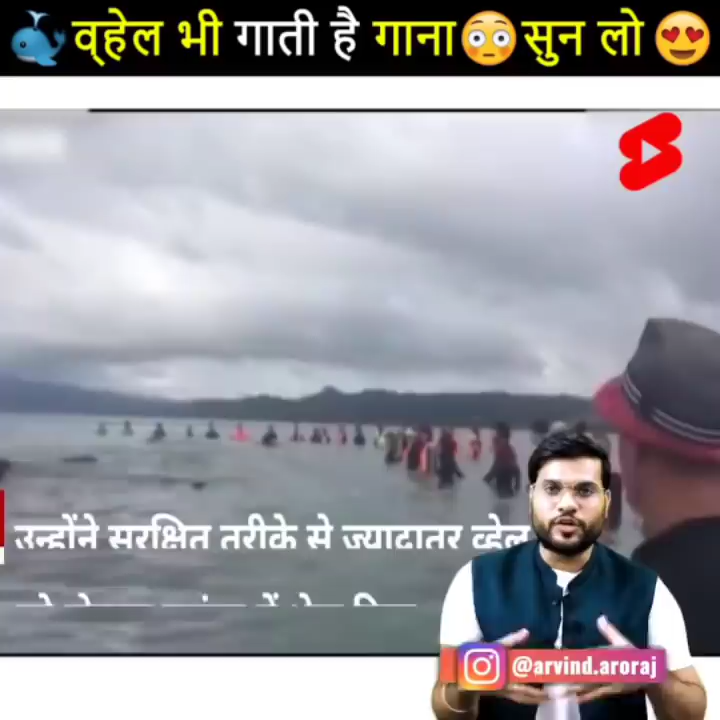 व्हेल भी गाती है गाना सुन लो
उन्होंने सुरक्षित तरीके से ज्यादातर व्हेल
@arvind.aroraj